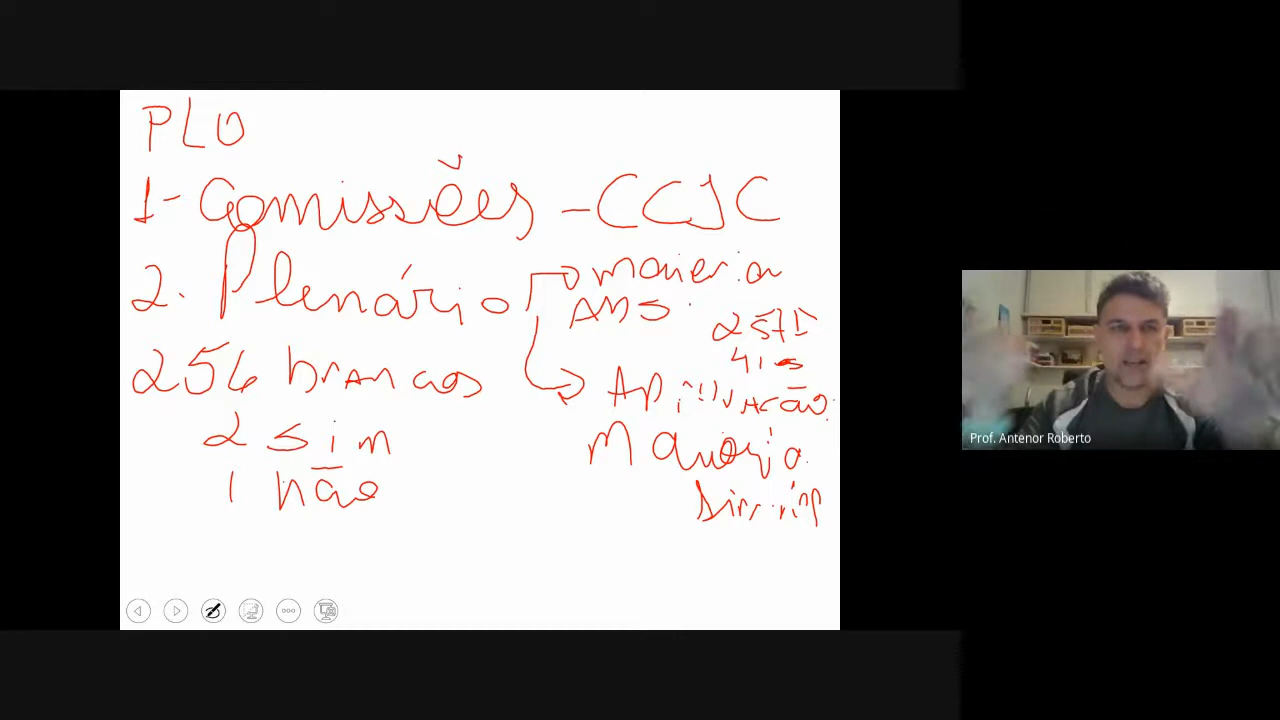 PLO
1- Comissões - CCJC
2. Plenário
maioria
ABS.
257
41
256 brancos
2 sim
1 não
Aprovação:
Maioria
Prof. Antenor Roberto